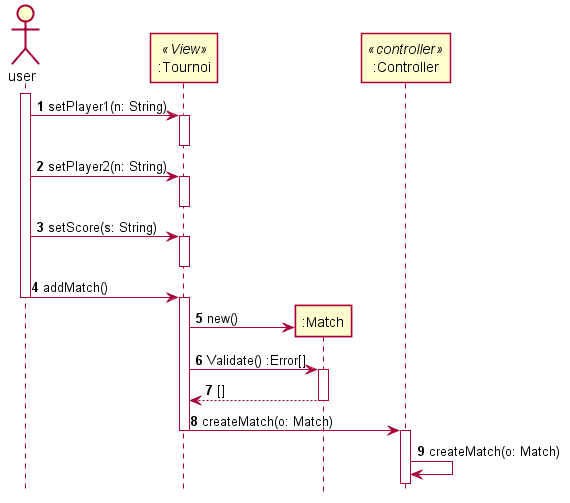 user
«View»
:Tournoi
«controller»
:Controller
1 setPlayer1(n: String)
2 setPlayer2(n: String)
3 setScore(s: String)
4 addMatch()
5 new()
:Match
6 Validate() :Error[]
7 []
8 createMatch(o: Match)
9 createMatch(o: Match)